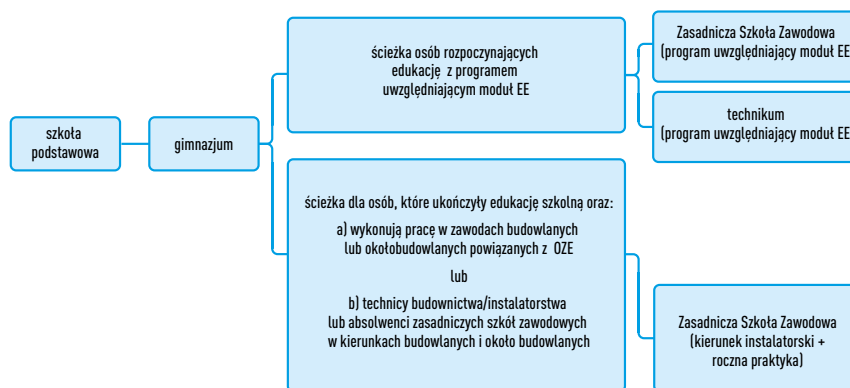 szkoła
podstawowa
gimnazjum
ścieżka osób rozpoczynających
edukację z programem
uwzględniającym moduł EE
Zasadnicza Szkoła Zawodowa
(program uwzględniający moduł EE
technikum
(program uwzględniający moduł EE
ścieżka dla osób, które ukończyły edukację szkolną oraz:
a) wykonują pracę w zawodach budowlanych
lub okołobudowlanych powiązanych z OZE
lub
b) technicy budownictwa/instalatorstwa
lub absolwenci zasadniczych szkół zawodowych
w kierunkach budowlanych i około budowlanych
Zasadnicza Szkoła Zawodowa
(kierunek instalatorski +
roczna praktyka)